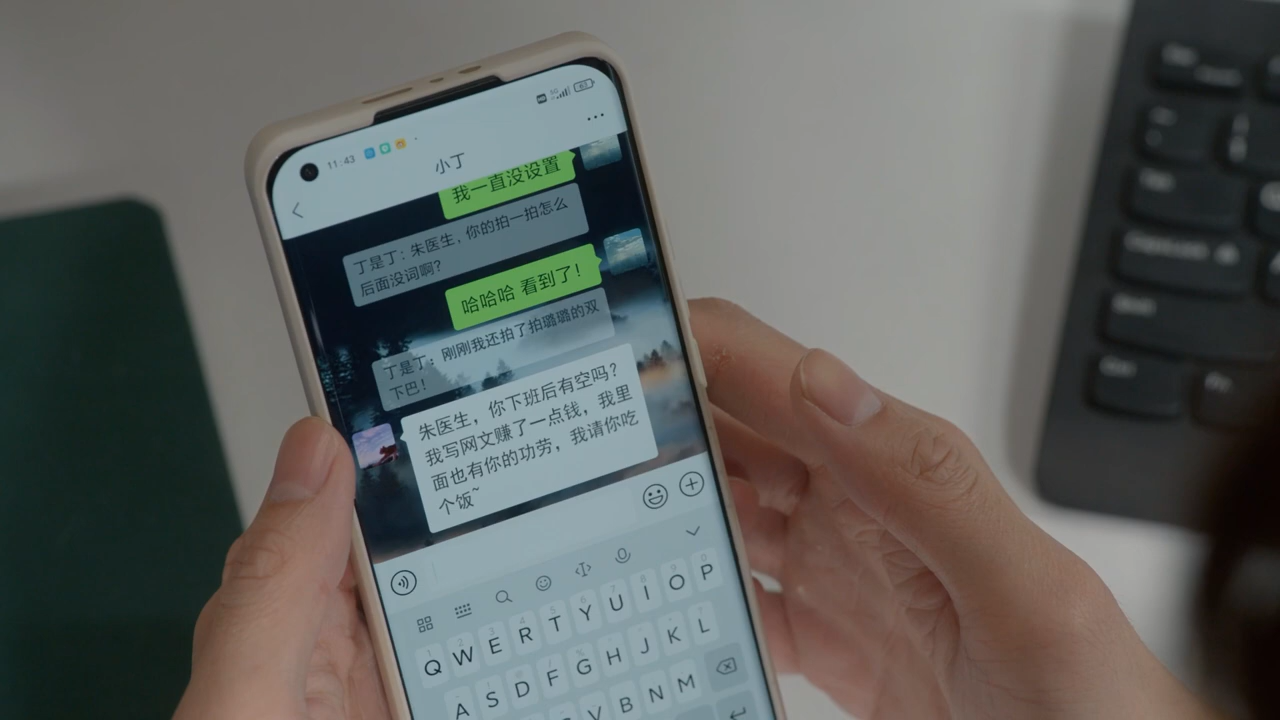 11:43
5G
小丁
我一直没设置
丁是丁：朱医生，你的拍一拍怎么
后面没词啊？
哈哈哈 看到了！
丁是丁：刚刚我还拍了拍璐璐的双
下巴！
朱医生，你下班后有空吗？
我写网文赚了一点钱，我里
面也有你的功劳，我请你吃
个饭~
Q W E R T Y U I O P
A S D F G H J K L
V B N M